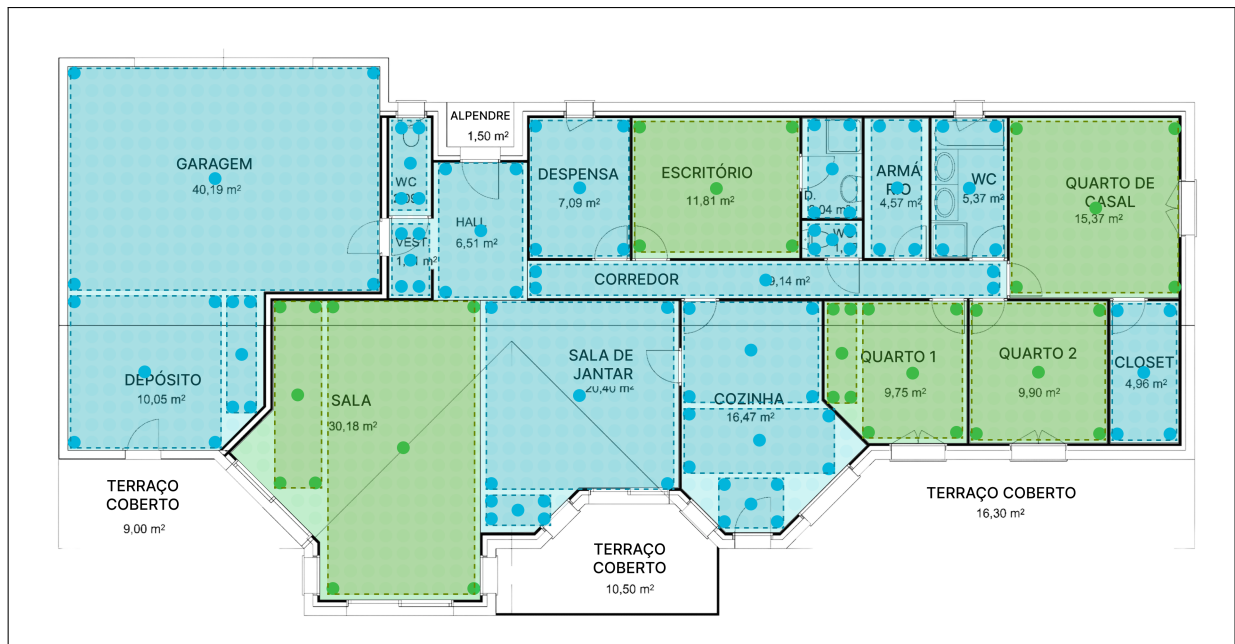 ALPENDRE
1,50 m²
GARAGEM
40,19 m²
WC
DESPENSA
7,09 m²
ESCRITÓRIO
11,81 m²
ARMÁ
RIO
4,57 m²
WC
5,37 m²
QUARTO DE
CASAL
15,37 m²
HALL
6,51 m²
VEST.
CORREDOR
9,14 m²
DEPÓSITO
10,05 m²
SALA
30,18 m²
SALA DE
JANTAR
20,40 m²
COZINHA
16,47 m²
QUARTO 1
9,75 m²
QUARTO 2
9,90 m²
CLOSET
4,96 m²
TERRAÇO
COBERTO
9,00 m²
TERRAÇO
COBERTO
10,50 m²
TERRAÇO COBERTO
16,30 m²